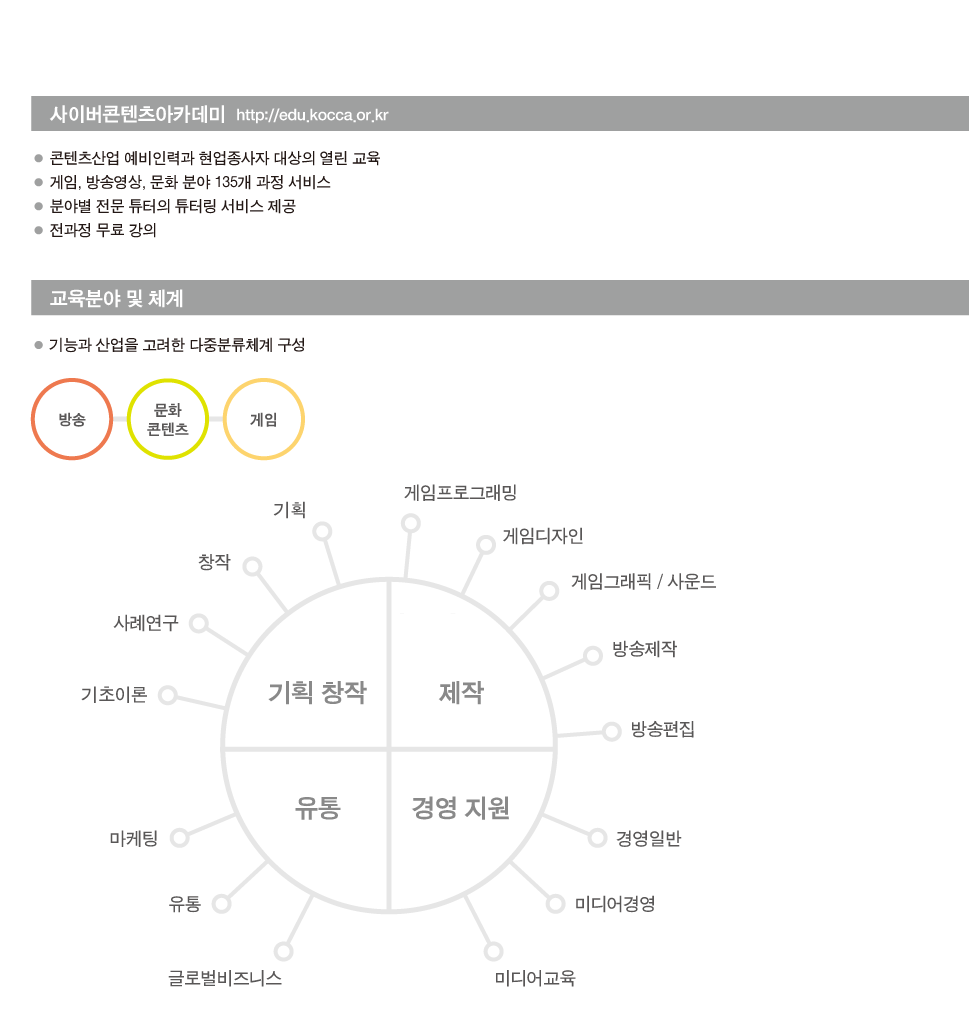 사이버콘텐츠아카데미 http://edu.kocca.or.kr
콘텐츠산업 예비인력과 현업종사자 대상의 열린 교육
게임, 방송영상, 문화 분야 135개 과정 서비스
분야별 전문 튜터의 튜터링 서비스 제공
전과정 무료 강의
교육분야 및 체계
기능과 산업을 고려한 다중분류체계 구성
방송
문화
콘텐츠
게임
기획
게임프로그래밍
창작
게임디자인
게임그래픽 / 사운드
사례연구
방송제작
기초이론
기획 창작
제작
방송편집
유통
경영 지원
마케팅
경영일반
유통
미디어경영
글로벌비즈니스
미디어교육